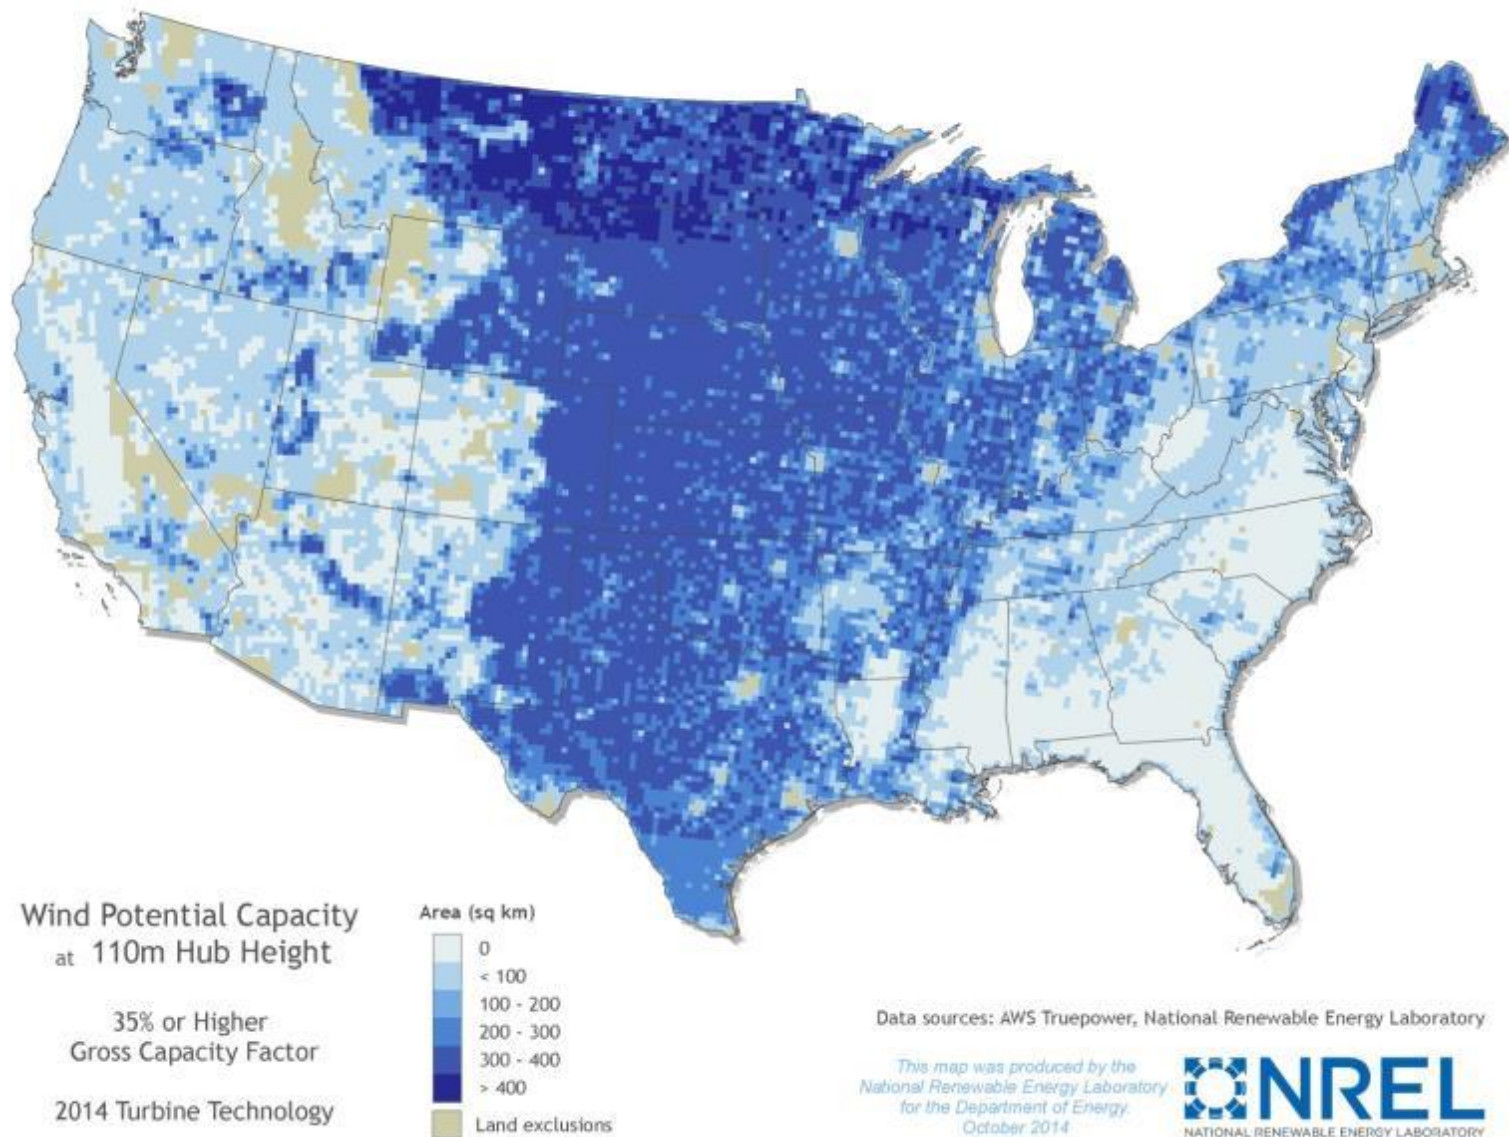 Wind Potential Capacity
at 110m Hub Height
35% or Higher
Gross Capacity Factor
2014 Turbine Technology
Area (sq km)
0
< 100
100 - 200
200 - 300
300 - 400
> 400
Land exclusions
Data sources: AWS Truepower, National Renewable Energy Laboratory
This map was produced by the
National Renewable Energy Laboratory
for the Department of Energy.
October 2014
NREL
NATIONAL RENEWABLE ENERGY LABORATORY